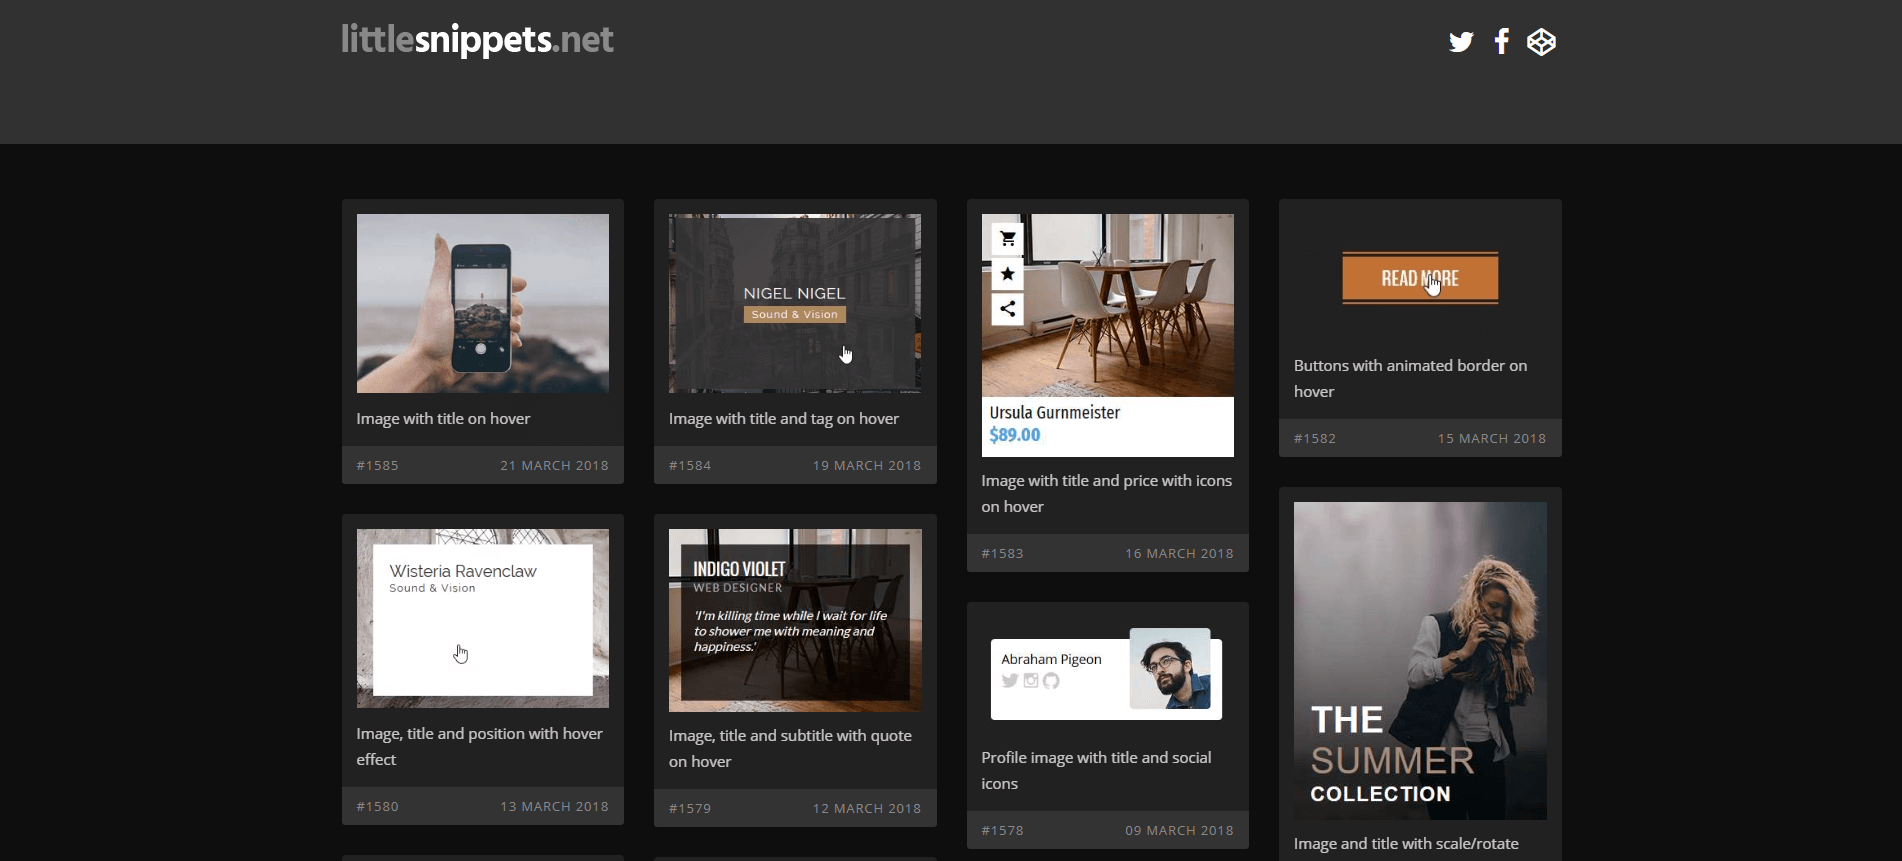 littlesnippets.net
Image with title on hover
#1585 21 MARCH 2018
NIGEL NIGEL
Sound & Vision
Image with title and tag on hover
#1584 19 MARCH 2018
Ursula Gurnmeister
$89.00
Image with title and price with icons
on hover
#1583 16 MARCH 2018
READ MORE
Buttons with animated border on
hover
#1582 15 MARCH 2018
Wisteria Ravenclaw
Sound & Vision
Image, title and position with hover
effect
#1580 13 MARCH 2018
INDIGO VIOLET
WEB DESIGNER
'I'm killing time while I wait for life
to shower me with meaning and
happiness.'
Image, title and subtitle with quote
on hover
#1579 12 MARCH 2018
Abraham Pigeon
Profile image with title and social
icons
#1578 09 MARCH 2018
THE
SUMMER
COLLECTION
Image and title with scale/rotate